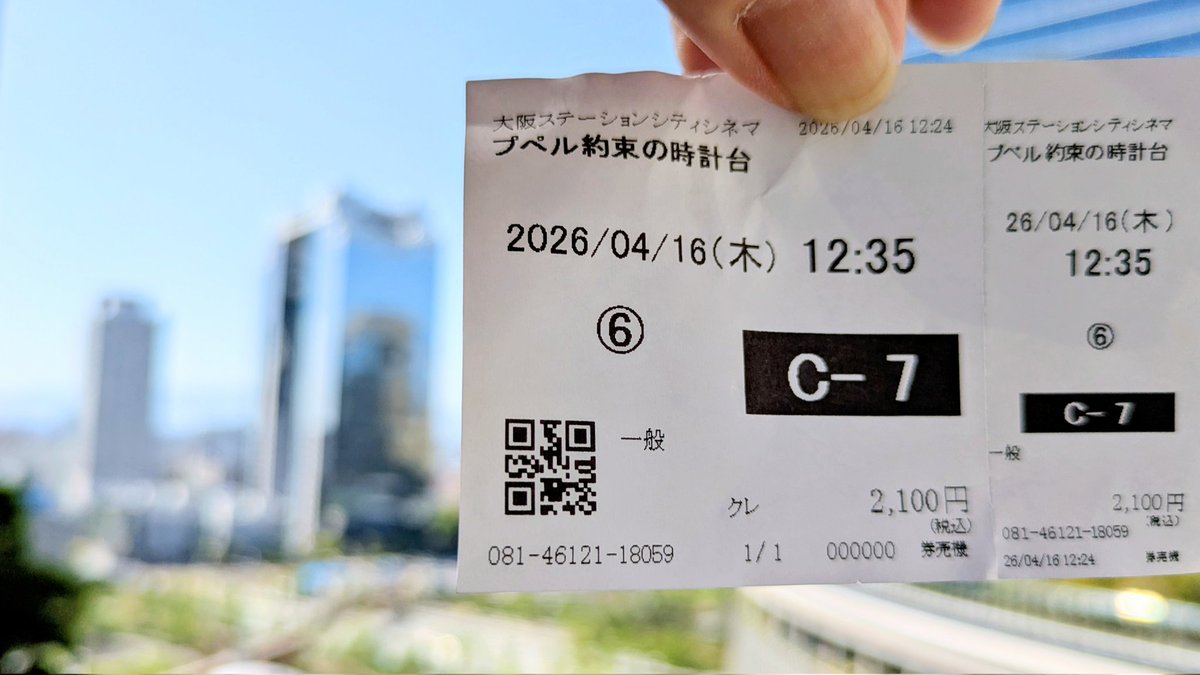 大阪ステーションシティシネマ 2026/04/16 12:24
プペル約束の時計台
2026/04/16(木) 12:35
⑥
C- 7
一般
クレ 2,100円
(税込)
081-46121-18059 1/1 000000 券売機
大阪ステーションシティシネマ
プペル約束の時計台
26/04/16(木)
12:35
⑥
C- 7
一般
2,100円
(税込)
081-46121-18059
26/04/16 12:24 券売機